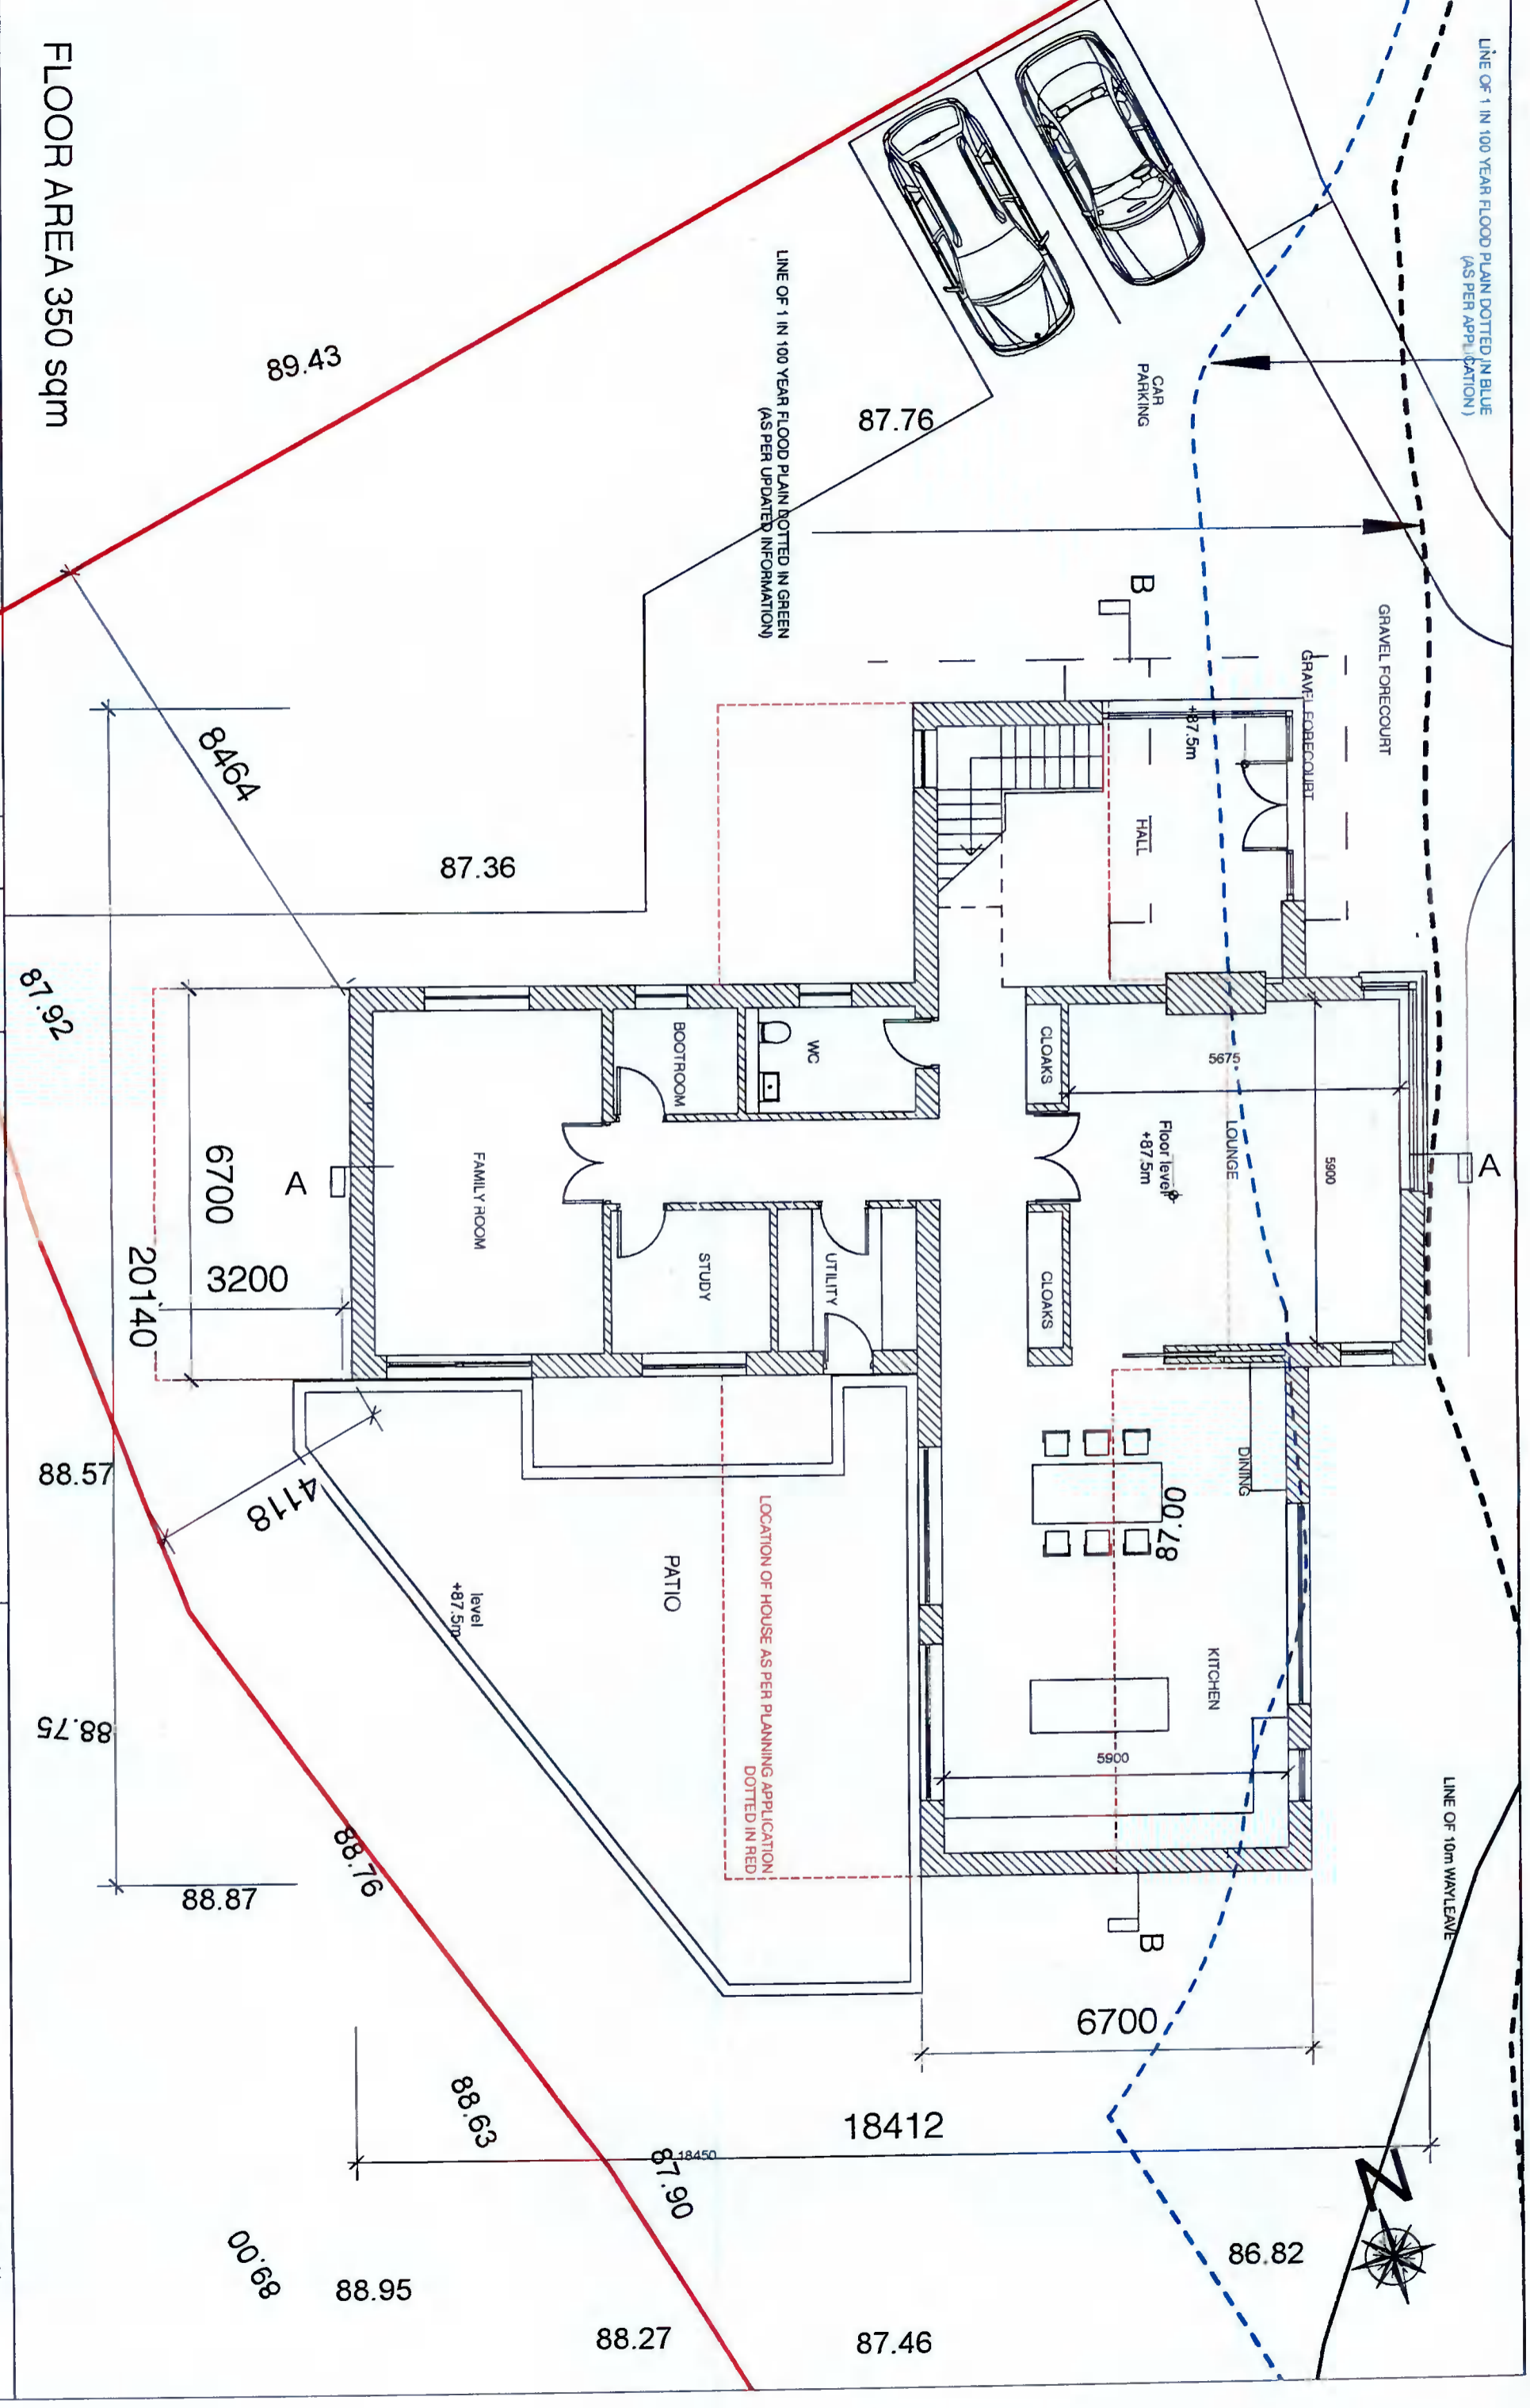 LINE OF 1 IN 100 YEAR FLOOD PLAIN DOTTED IN BLUE
(AS PER APPLICATION)
GRAVEL FORECOURT
GRAVEL FORECOURT
CAR
PARKING
LINE OF 1 IN 100 YEAR FLOOD PLAIN DOTTED IN GREEN
(AS PER UPDATED INFORMATION)
FLOOR AREA 350 sqm
89.43
87.76
87.36
87.92
8464
B
+87.5m
HALL
CLOAKS
5675
LOUNGE
5900
Floor level
+87.5m
A
WC
BOOTROOM
FAMILY ROOM
A
STUDY
UTILITY
CLOAKS
6700
3200
20140
DINING
87.00
KITCHEN
5900
4118
PATIO
level
+87.5m
LOCATION OF HOUSE AS PER PLANNING APPLICATION
DOTTED IN RED
88.57
88.75
88.76
88.87
B
LINE OF 10m WAYLEAVE
6700
18412
18450
88.63
87.90
N
86.82
89.00
88.95
88.27
87.46